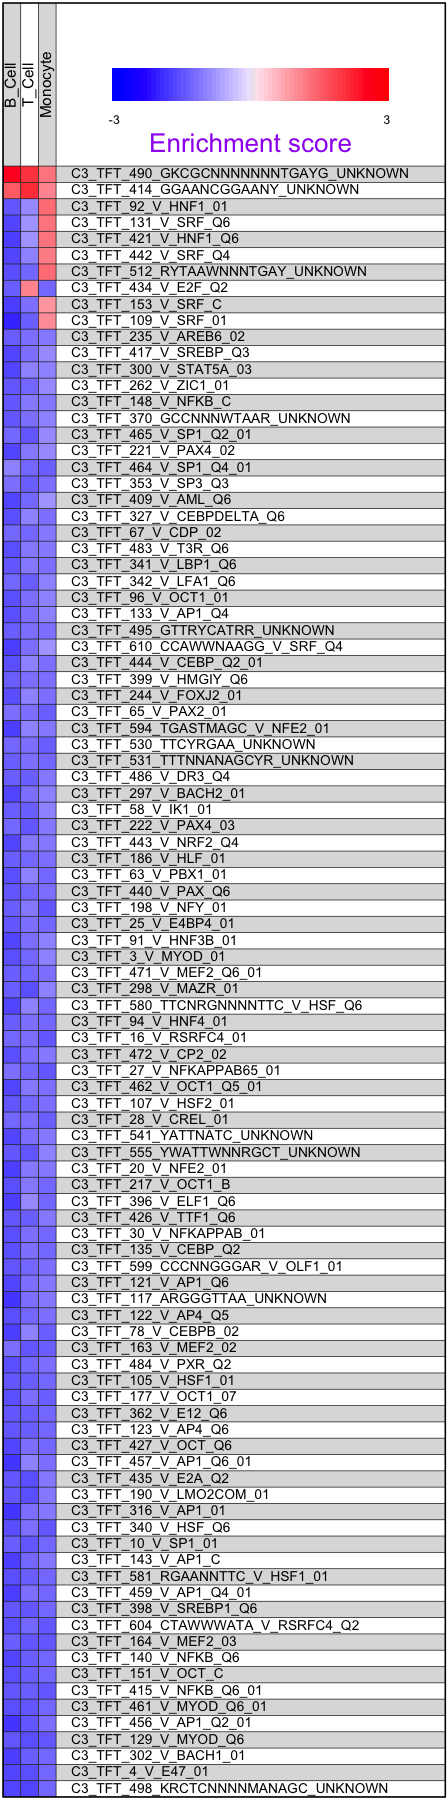 B_Cell
T_Cell
Monocyte
-3
3
Enrichment score
C3_TFT_490_GKCGCNNNNNNNTGAYG_UNKNOWN
C3_TFT_414_GGAANCGGAANY_UNKNOWN
C3_TFT_92_V_HNF1_01
C3_TFT_131_V_SRF_Q6
C3_TFT_421_V_HNF1_Q6
C3_TFT_442_V_SRF_Q4
C3_TFT_512_RYTAAWNNNTGAY_UNKNOWN
C3_TFT_434_V_E2F_Q2
C3_TFT_153_V_SRF_C
C3_TFT_109_V_SRF_01
C3_TFT_235_V_AREB6_02
C3_TFT_417_V_SREBP_Q3
C3_TFT_300_V_STAT5A_03
C3_TFT_262_V_ZIC1_01
C3_TFT_148_V_NFKB_C
C3_TFT_370_GCCNNNWTAAR_UNKNOWN
C3_TFT_465_V_SP1_Q2_01
C3_TFT_221_V_PAX4_02
C3_TFT_464_V_SP1_Q4_01
C3_TFT_353_V_SP3_Q3
C3_TFT_409_V_AML_Q6
C3_TFT_327_V_CEBPDELTA_Q6
C3_TFT_67_V_CDP_02
C3_TFT_483_V_T3R_Q6
C3_TFT_341_V_LBP1_Q6
C3_TFT_342_V_LFA1_Q6
C3_TFT_96_V_OCT1_01
C3_TFT_133_V_AP1_Q4
C3_TFT_495_GTTRYCATRR_UNKNOWN
C3_TFT_610_CCAWWNAAGG_V_SRF_Q4
C3_TFT_444_V_CEBP_Q2_01
C3_TFT_399_V_HMGIY_Q6
C3_TFT_244_V_FOXJ2_01
C3_TFT_65_V_PAX2_01
C3_TFT_594_TGASTMAGC_V_NFE2_01
C3_TFT_530_TTCYRGAA_UNKNOWN
C3_TFT_531_TTTNNANAGCYR_UNKNOWN
C3_TFT_486_V_DR3_Q4
C3_TFT_297_V_BACH2_01
C3_TFT_58_V_IK1_01
C3_TFT_222_V_PAX4_03
C3_TFT_443_V_NRF2_Q4
C3_TFT_186_V_HLF_01
C3_TFT_63_V_PBX1_01
C3_TFT_440_V_PAX_Q6
C3_TFT_198_V_NFY_01
C3_TFT_25_V_E4BP4_01
C3_TFT_91_V_HNF3B_01
C3_TFT_3_V_MYOD_01
C3_TFT_471_V_MEF2_Q6_01
C3_TFT_298_V_MAZR_01
C3_TFT_580_TTCNRGNNNNTTC_V_HSF_Q6
C3_TFT_94_V_HNF4_01
C3_TFT_16_V_RSRFC4_01
C3_TFT_472_V_CP2_02
C3_TFT_27_V_NFKAPPAB65_01
C3_TFT_462_V_OCT1_Q5_01
C3_TFT_107_V_HSF2_01
C3_TFT_28_V_CREL_01
C3_TFT_541_YATTNATC_UNKNOWN
C3_TFT_555_YWATTWNNRGCT_UNKNOWN
C3_TFT_20_V_NFE2_01
C3_TFT_217_V_OCT1_B
C3_TFT_396_V_ELF1_Q6
C3_TFT_426_V_TTF1_Q6
C3_TFT_30_V_NFKAPPAB_01
C3_TFT_135_V_CEBP_Q2
C3_TFT_599_CCCNNGGGAR_V_OLF1_01
C3_TFT_121_V_AP1_Q6
C3_TFT_117_ARGGGTTAA_UNKNOWN
C3_TFT_122_V_AP4_Q5
C3_TFT_78_V_CEBPB_02
C3_TFT_163_V_MEF2_02
C3_TFT_484_V_PXR_Q2
C3_TFT_105_V_HSF1_01
C3_TFT_177_V_OCT1_07
C3_TFT_362_V_E12_Q6
C3_TFT_123_V_AP4_Q6
C3_TFT_427_V_OCT_Q6
C3_TFT_457_V_AP1_Q6_01
C3_TFT_435_V_E2A_Q2
C3_TFT_190_V_LMO2COM_01
C3_TFT_316_V_AP1_01
C3_TFT_340_V_HSF_Q6
C3_TFT_10_V_SP1_01
C3_TFT_143_V_AP1_C
C3_TFT_581_RGAANNTTC_V_HSF1_01
C3_TFT_459_V_AP1_Q4_01
C3_TFT_398_V_SREBP1_Q6
C3_TFT_604_CTAWWWATA_V_RSRFC4_Q2
C3_TFT_164_V_MEF2_03
C3_TFT_140_V_NFKB_Q6
C3_TFT_151_V_OCT_C
C3_TFT_415_V_NFKB_Q6_01
C3_TFT_461_V_MYOD_Q6_01
C3_TFT_456_V_AP1_Q2_01
C3_TFT_129_V_MYOD_Q6
C3_TFT_302_V_BACH1_01
C3_TFT_4_V_E47_01
C3_TFT_498_KRCTCNNNNMANAGC_UNKNOWN